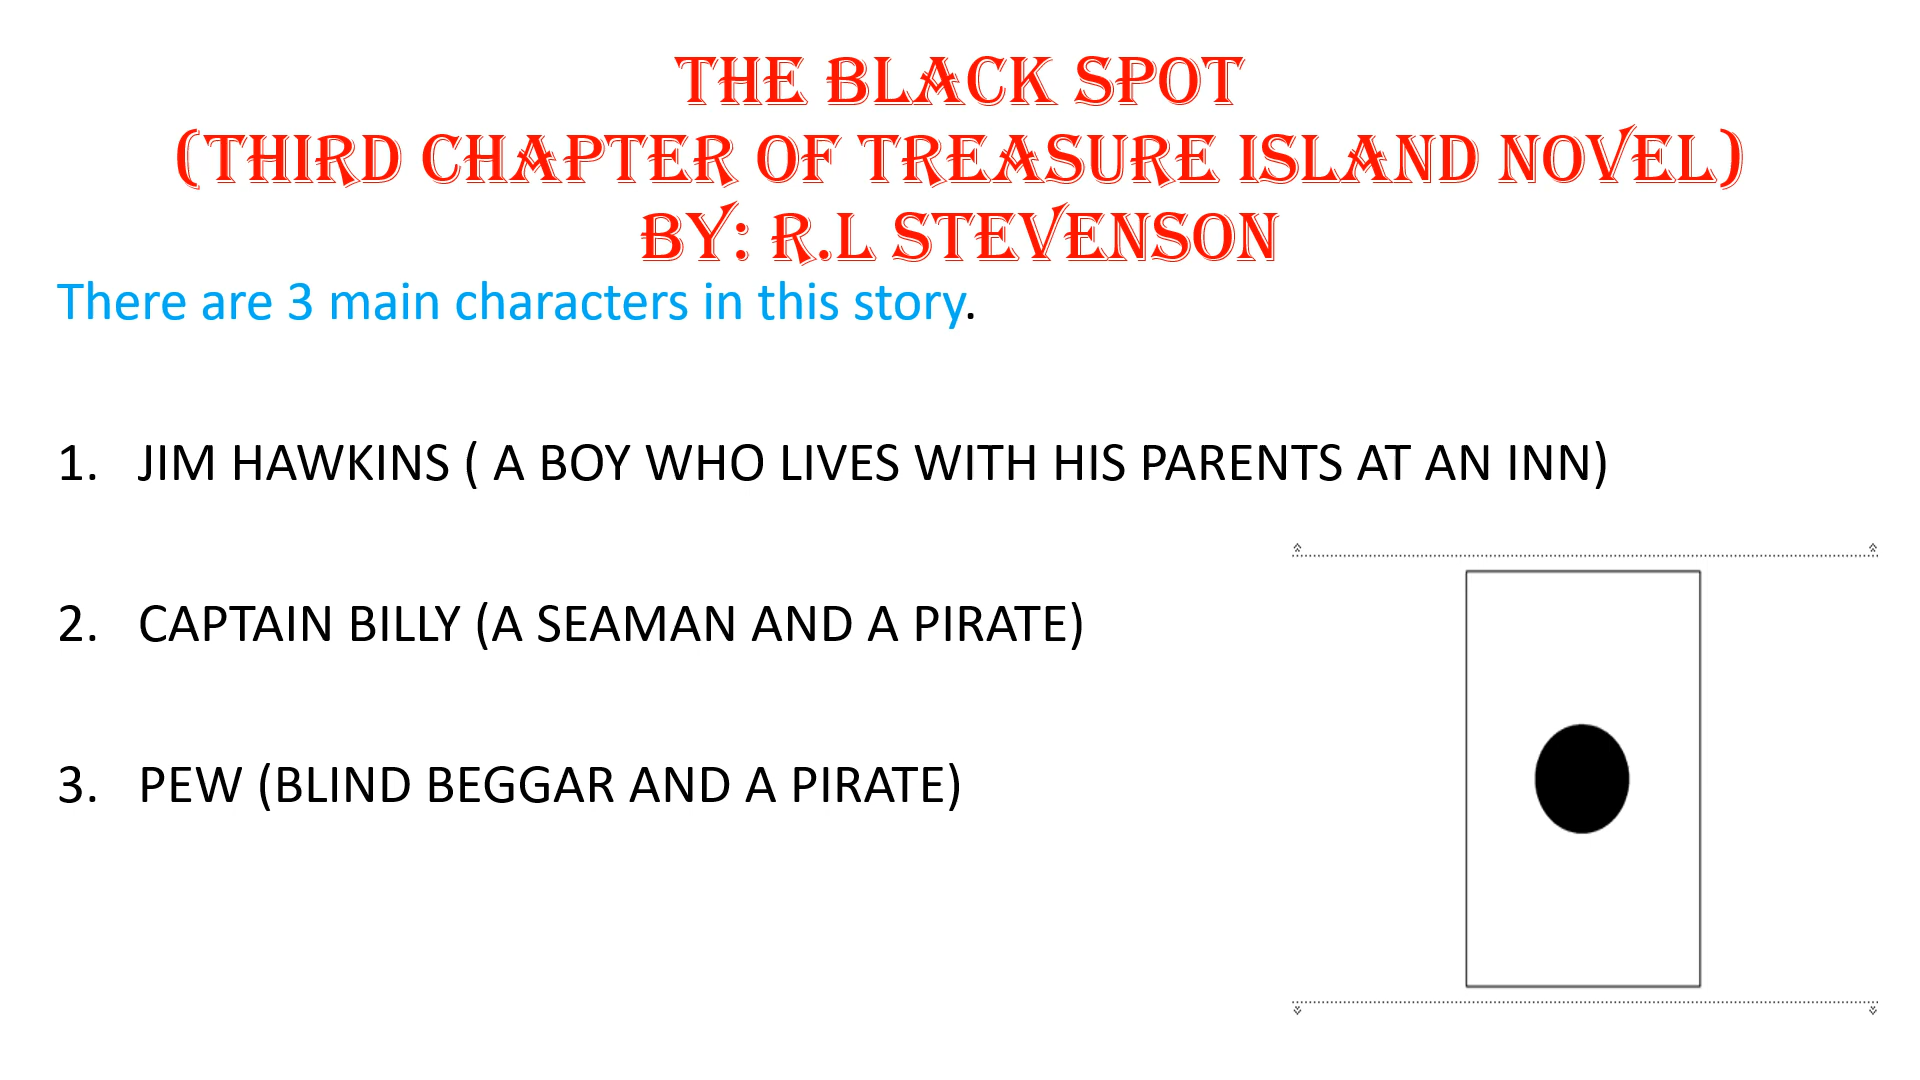 THE BLACK SPOT
(THIRD CHAPTER OF TREASURE ISLAND NOVEL)
BY: R.L STEVENSON
There are 3 main characters in this story.
1. JIM HAWKINS ( A BOY WHO LIVES WITH HIS PARENTS AT AN INN)
2. CAPTAIN BILLY (A SEAMAN AND A PIRATE)
3. PEW (BLIND BEGGAR AND A PIRATE)